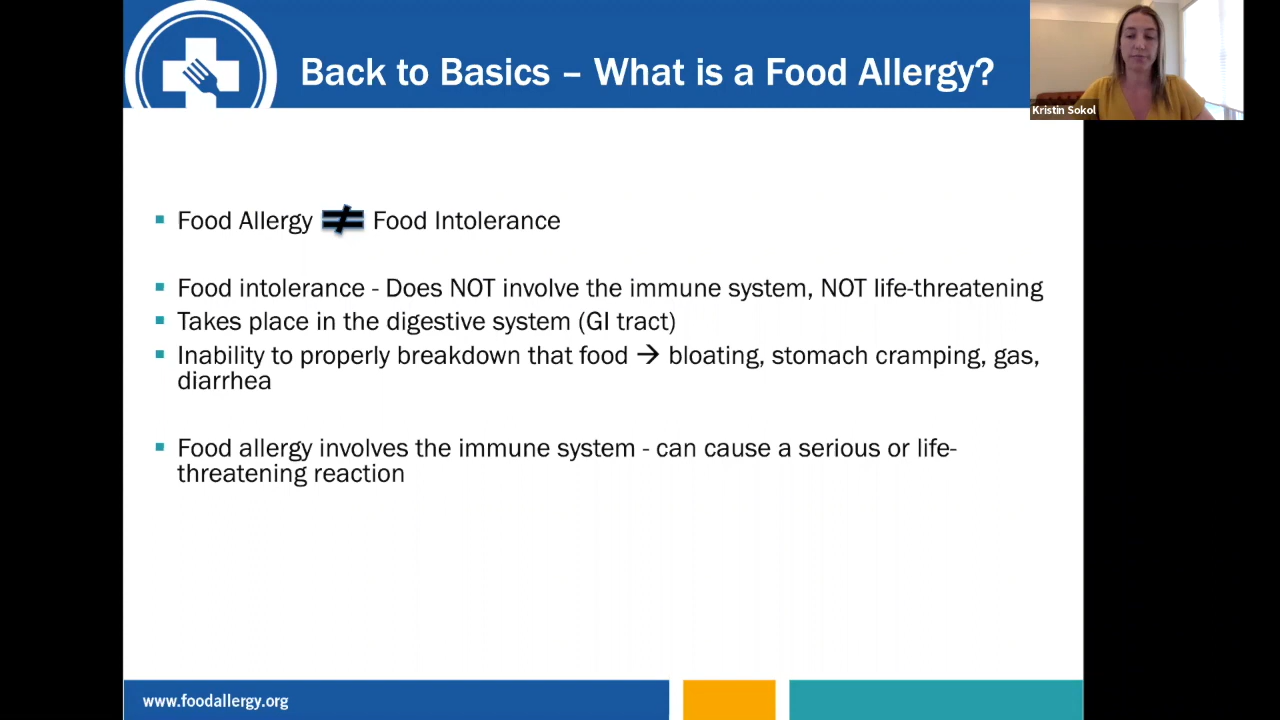 Back to Basics – What is a Food Allergy?
Kristin Sokol
▪ Food Allergy ≠ Food Intolerance
▪ Food intolerance - Does NOT involve the immune system, NOT life-threatening
▪ Takes place in the digestive system (GI tract)
▪ Inability to properly breakdown that food → bloating, stomach cramping, gas,
diarrhea
▪ Food allergy involves the immune system - can cause a serious or life-
threatening reaction
www.foodallergy.org